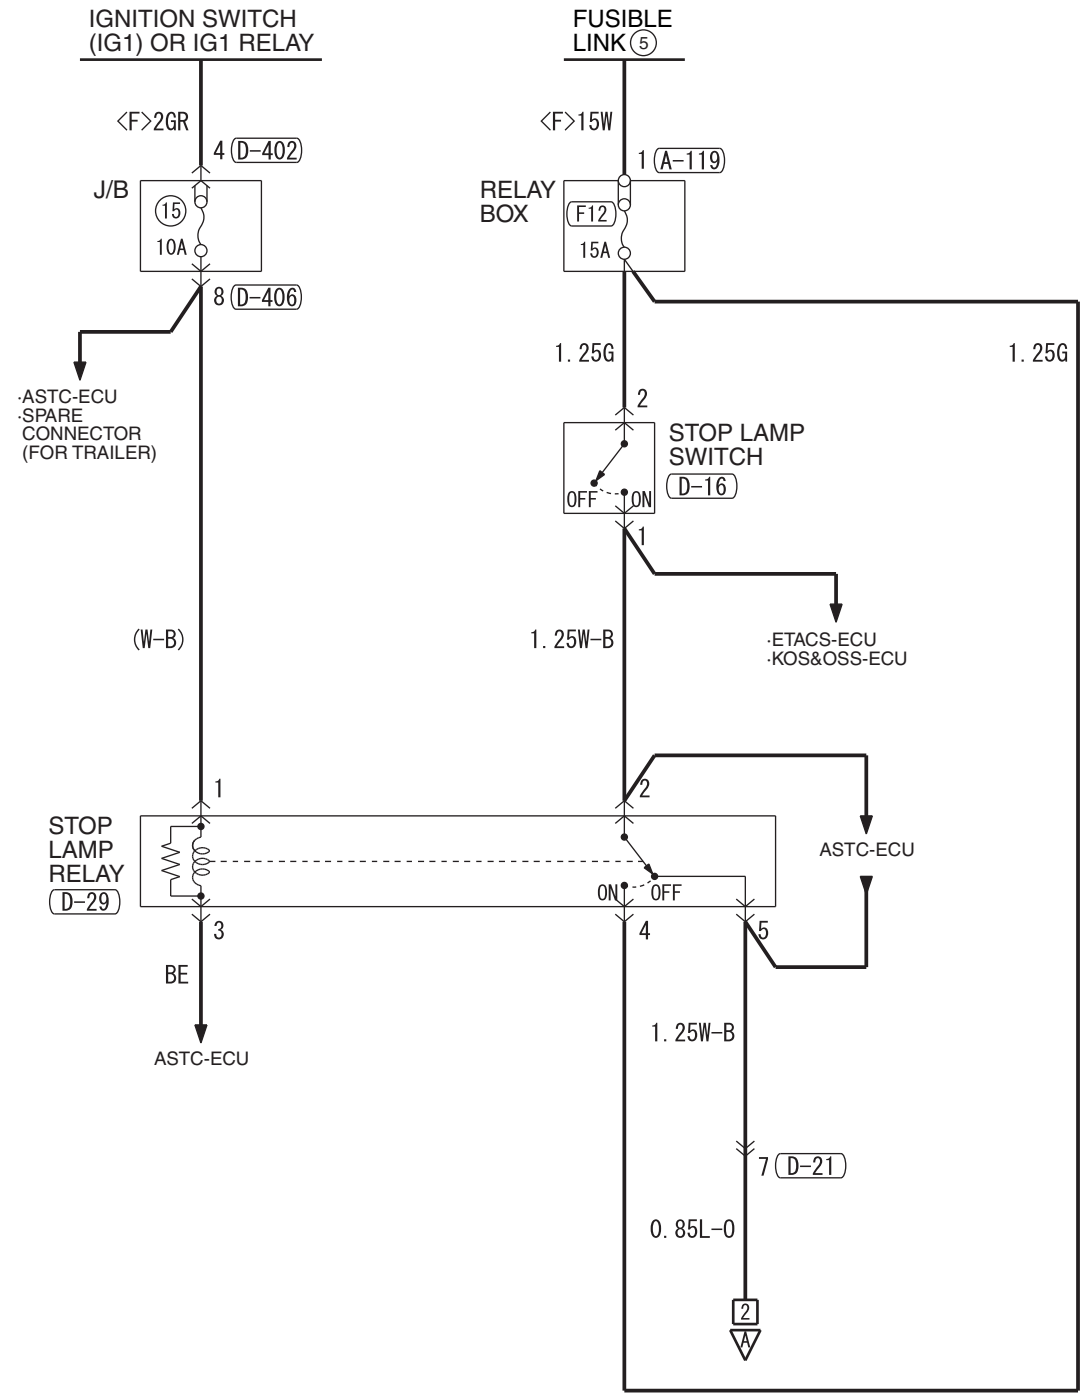 IGNITION SWITCH
(IG1) OR IG1 RELAY
FUSIBLE
LINK 5
<F>2GR
<F>15W
4 D-402
1 A-119
J/B
15
10A
RELAY
BOX
F12
15A
8 D-406
1.25G
1.25G
·ASTC-ECU
·SPARE
CONNECTOR
(FOR TRAILER)
2
STOP LAMP
SWITCH
D-16
OFF
ON
1
(W-B)
1.25W-B
·ETACS-ECU
·KOS&OSS-ECU
1
2
STOP
LAMP
RELAY
D-29
ON
OFF
ASTC-ECU
3
4
5
BE
ASTC-ECU
1.25W-B
7 D-21
0.85L-O
2
A